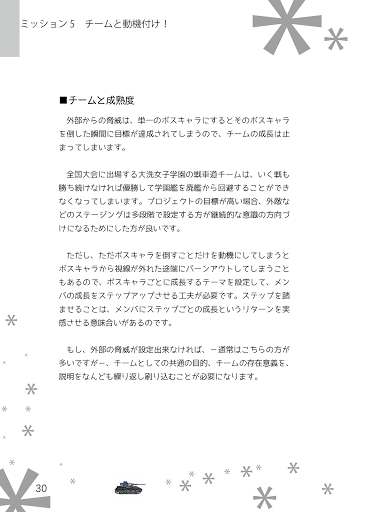 ミッション５　チームと動機付け！
■チームと成熟度
外部からの脅威は、単一のボスキャラにするとそのボスキャラ
を倒した瞬間に目標が達成されてしまうので、チームの成長は止
まってしまいます。
全国大会に出場する大洗女子学園の戦車道チームは、いく戦も
勝ち続けなければ優勝して学園艦を廃艦から回避することができ
なくなってしまいます。プロジェクトの目標が高い場合、外敵な
どのステージングは多段階で設定する方が継続的な意識の方向づ
けになるためにした方が良いです。
ただし、ただボスキャラを倒すことだけを動機にしてしまうと
ボスキャラから視線が外れた途端にバーンアウトしてしまうこと
もあるので、ボスキャラごとに成長するテーマを設定して、メン
バの成長をステップアップさせる工夫が必要です。ステップを踏
ませることは、メンバにステップごとの成長というリターンを実
感させる意味合いがあるのです。
もし、外部の脅威が設定出来なければ、－通常はこちらの方が
多いですが－、チームとしての共通の目的、チームの存在意義を、
説明をなんども繰り返し刷り込むことが必要になります。
30